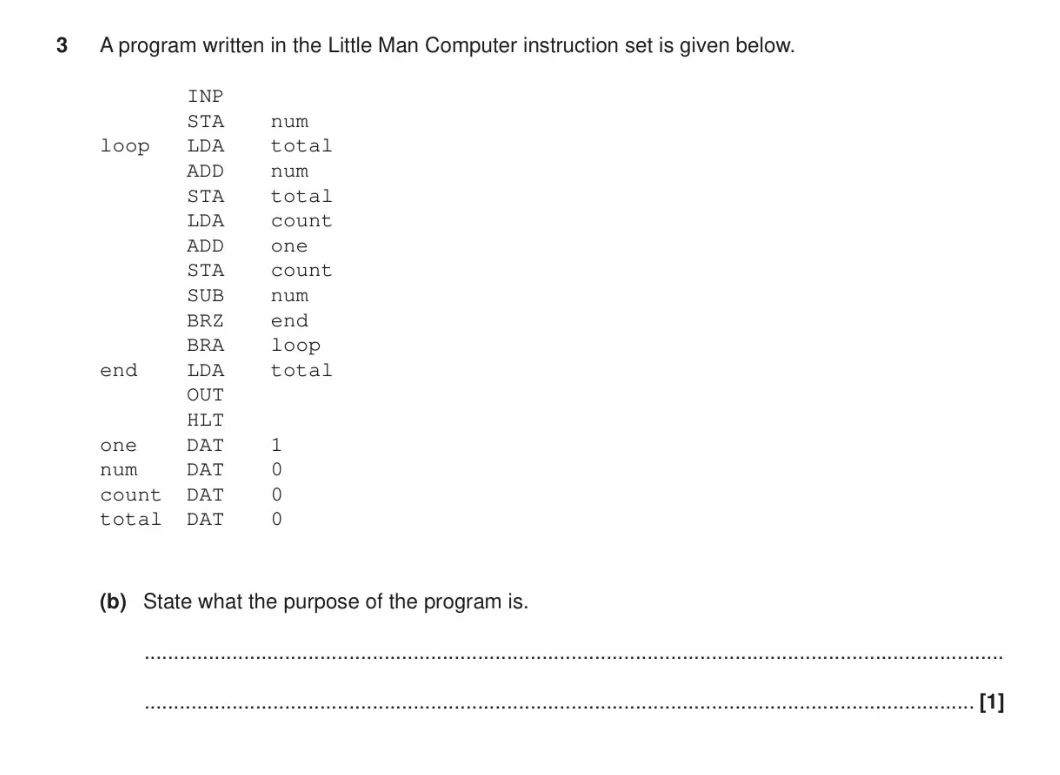 3 A program written in the Little Man Computer instruction set is given below.
INP
STA num
loop LDA total
ADD num
STA total
LDA count
ADD one
STA count
SUB num
BRZ end
BRA loop
end LDA total
OUT
HLT
one DAT 1
num DAT 0
count DAT 0
total DAT 0
(b) State what the purpose of the program is.
...................................................................................................................................................
.............................................................................................................................................. [1]